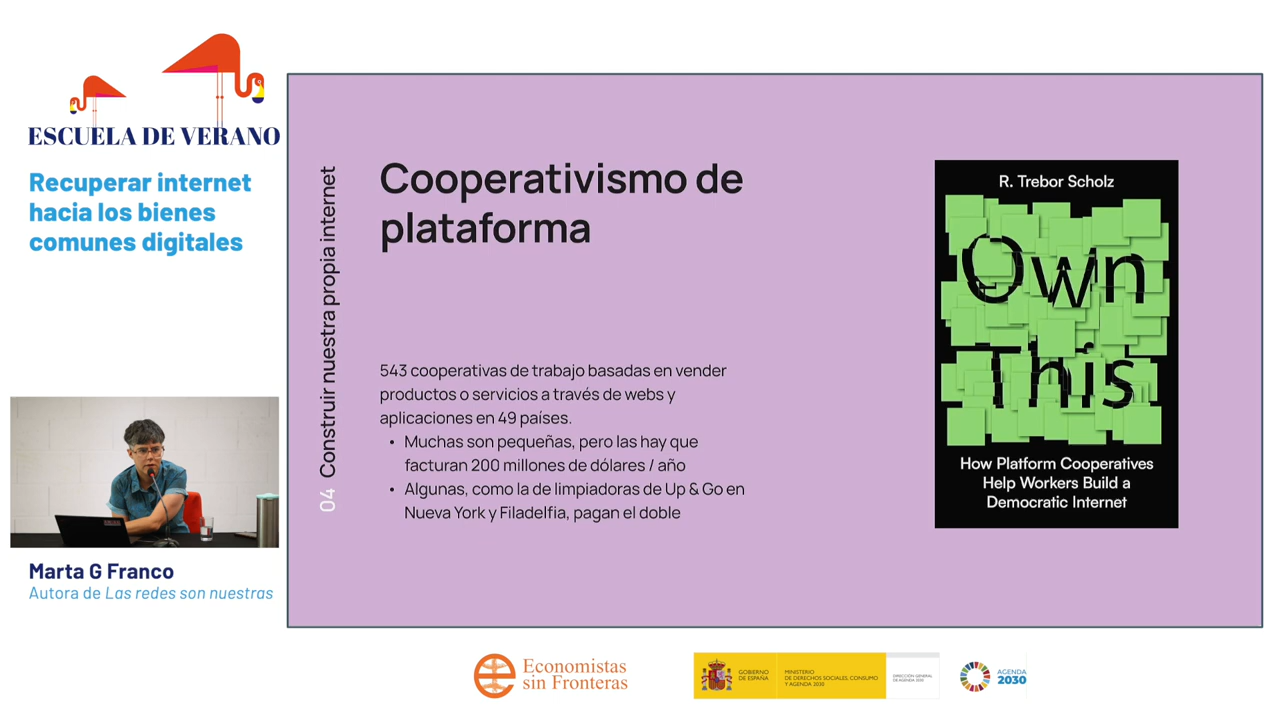 ESCUELA DE VERANO
Recuperar internet
hacia los bienes
comunes digitales
Marta G Franco
Autora de Las redes son nuestras
04 Construir nuestra propia internet
Cooperativismo de
plataforma
543 cooperativas de trabajo basadas en vender
productos o servicios a través de webs y
aplicaciones en 49 países.
• Muchas son pequeñas, pero las hay que
facturan 200 millones de dólares / año
• Algunas, como la de limpiadoras de Up & Go en
Nueva York y Filadelfia, pagan el doble
R. Trebor Scholz
Own
This
How Platform Cooperatives
Help Workers Build a
Democratic Internet
Economistas
sin Fronteras
GOBIERNO
DE ESPAÑA
MINISTERIO
DE DERECHOS SOCIALES, CONSUMO
Y AGENDA 2030
DIRECCIÓN GENERAL
DE AGENDA 2030
AGENDA
2030